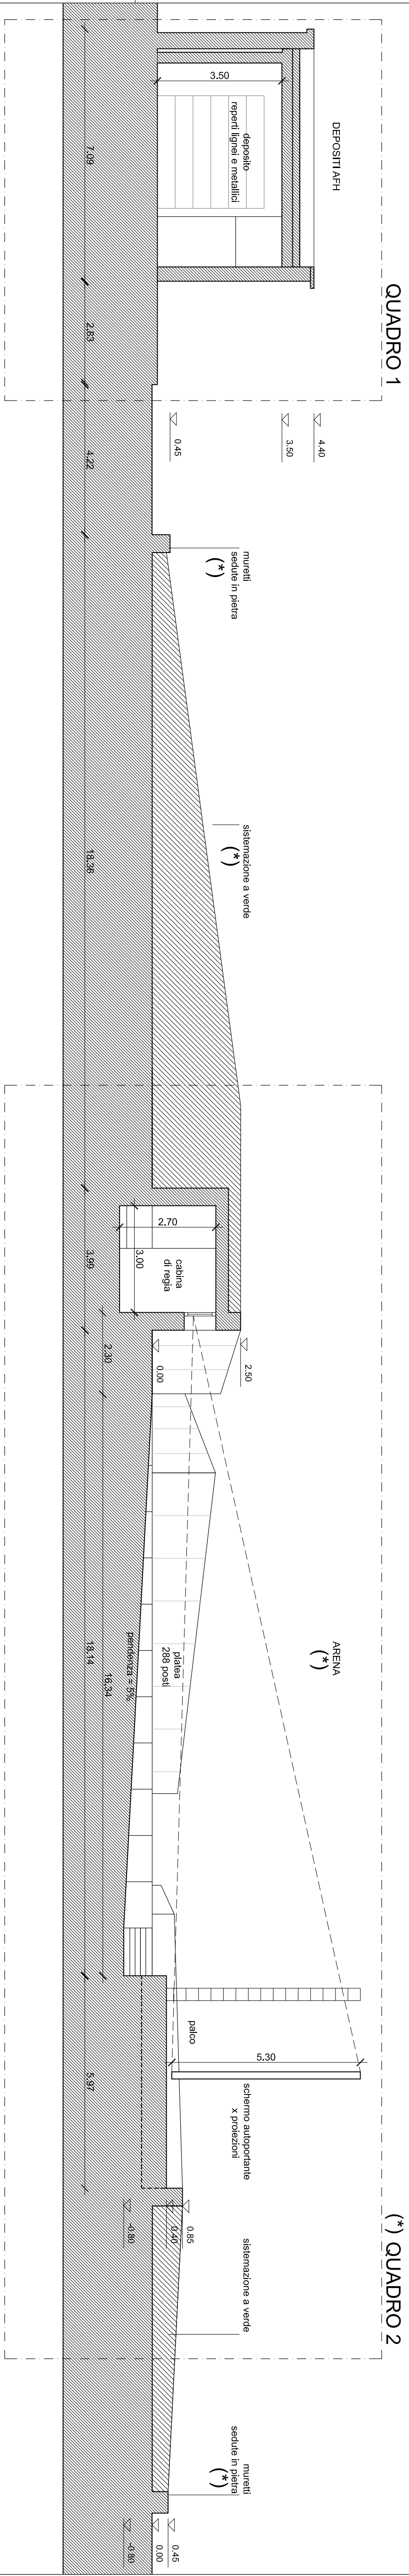 QUADRO 1
(*) QUADRO 2
DEPOSITI AFH
3.50
deposito
reperti lignei e metallici
7.09
2.83
4.22
4.40
3.50
0.45
muretti
sedute in pietra
(*)
sistemazione a verde
(*)
18.36
2.70
3.00
cabina
di regia
3.99
2.30
2.50
0.00
ARENA
(*)
platea
288 posti
pendenza = 5%
16.34
18.14
palco
5.30
schermo autoportante
x proiezioni
5.97
0.85
0.40
-0.80
sistemazione a verde
muretti
sedute in pietra
(*)
0.45
0.00
-0.80